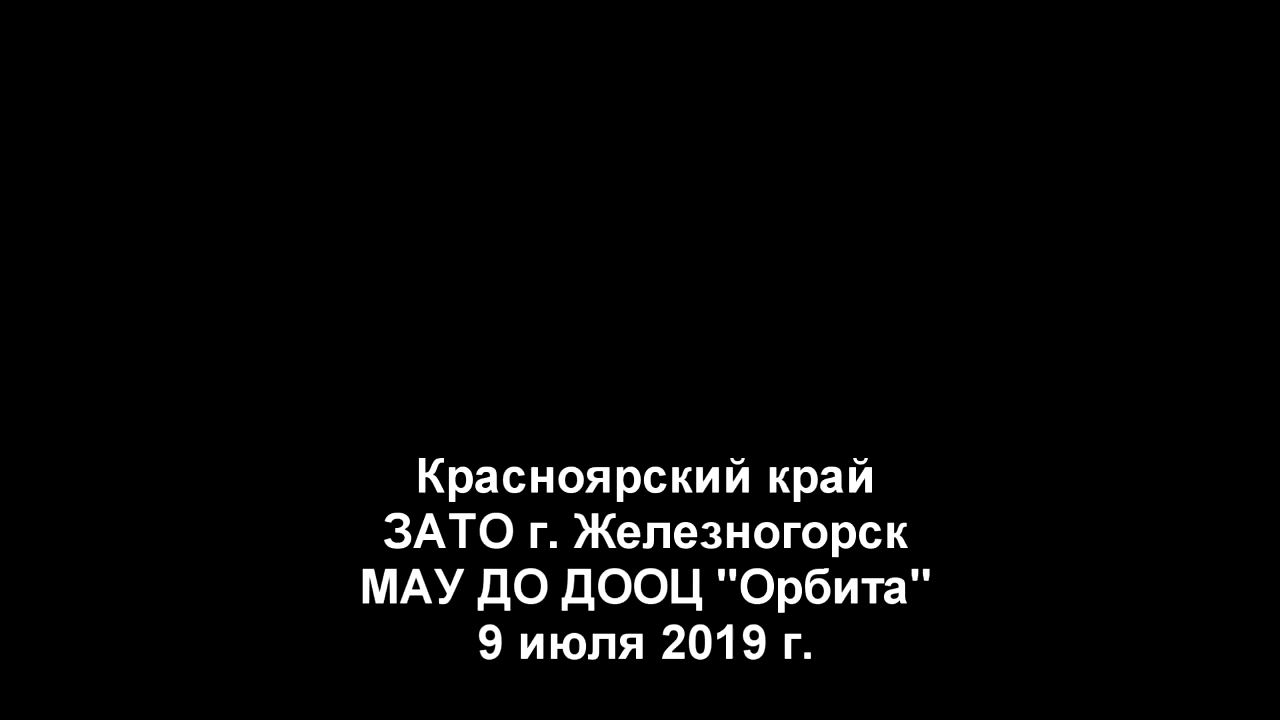 Красноярский край
ЗАТО г. Железногорск
МАУ ДО ДООЦ "Орбита"
9 июля 2019 г.